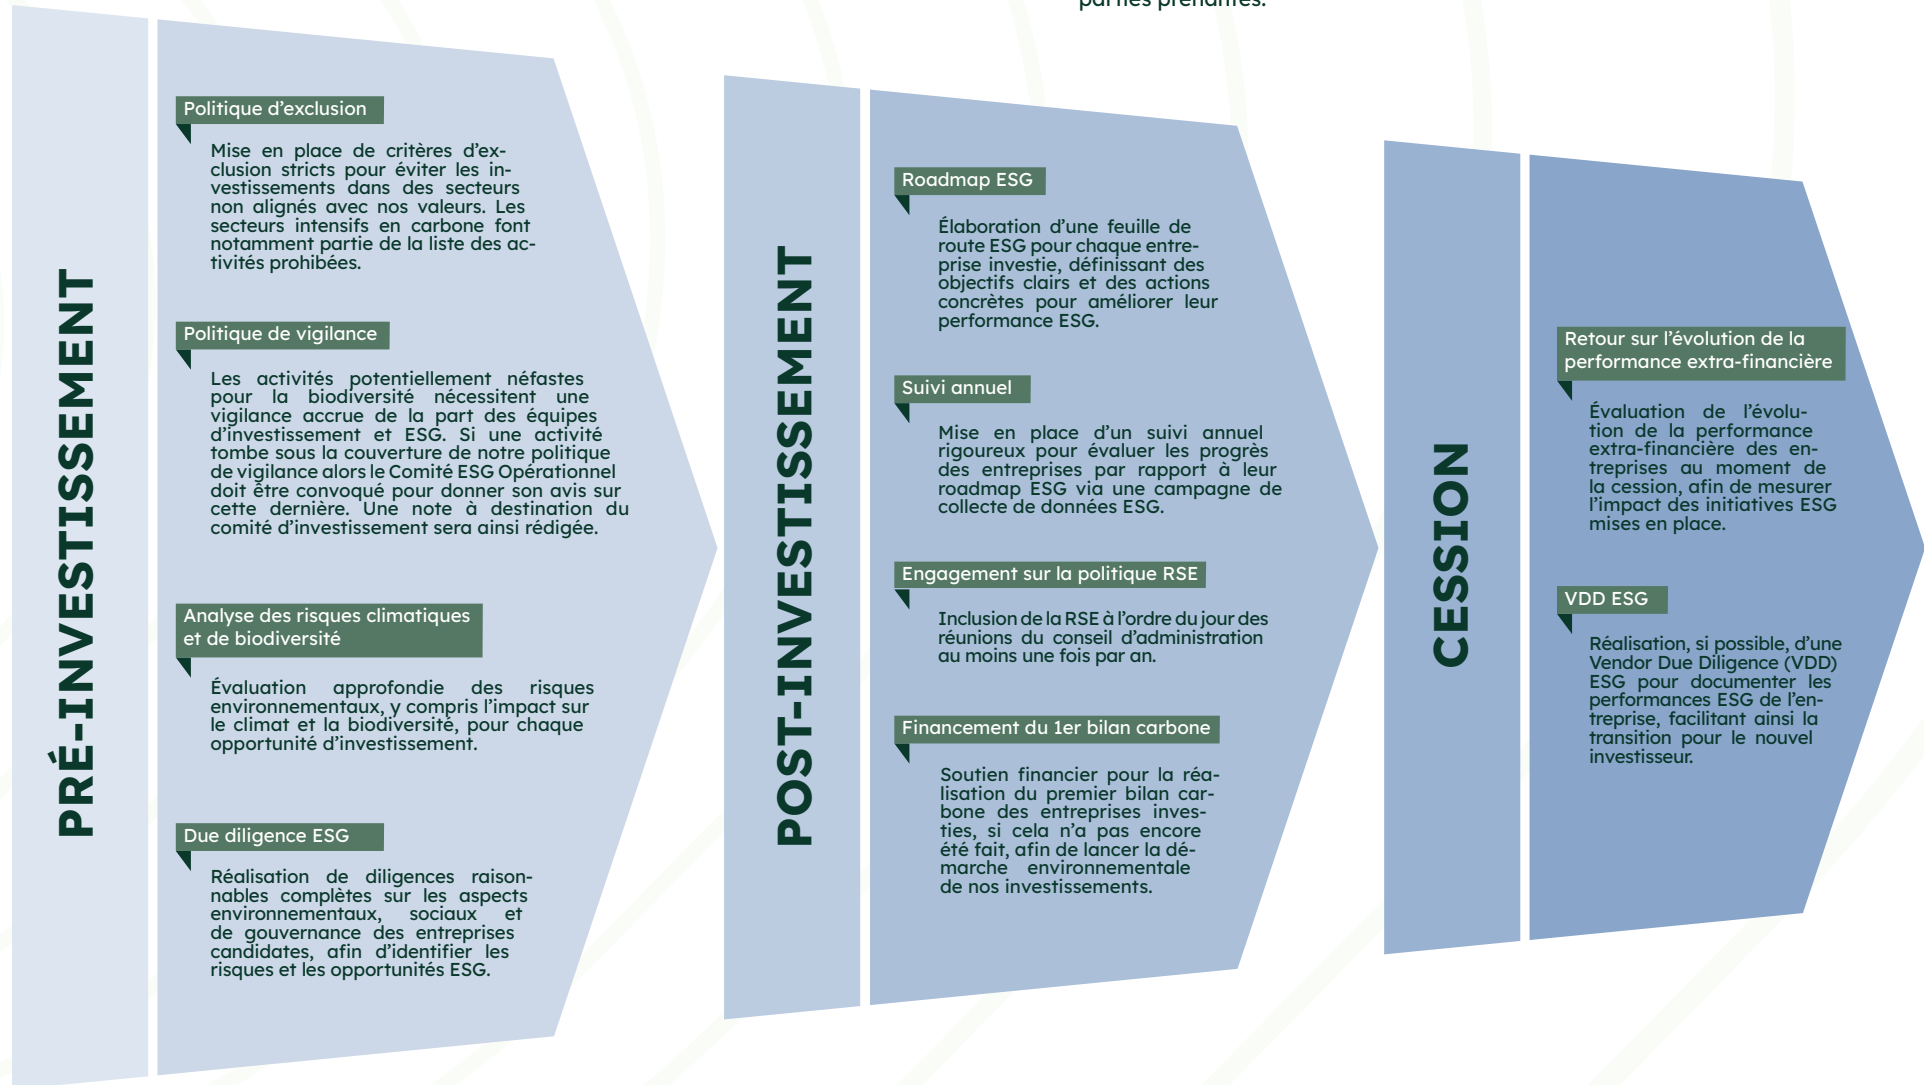 parties prenantes.
PRÉ-INVESTISSEMENT
Politique d’exclusion
Mise en place de critères d’ex-
clusion stricts pour éviter les in-
vestissements dans des secteurs
non alignés avec nos valeurs. Les
secteurs intensifs en carbone font
notamment partie de la liste des ac-
tivités prohibées.
Politique de vigilance
Les activités potentiellement néfastes
pour la biodiversité nécessitent une
vigilance accrue de la part des équipes
d’investissement et ESG. Si une activité
tombe sous la couverture de notre politique
de vigilance alors le Comité ESG Opérationnel
doit être convoqué pour donner son avis sur
cette dernière. Une note à destination du
comité d’investissement sera ainsi rédigée.
Analyse des risques climatiques
et de biodiversité
Évaluation approfondie des risques
environnementaux, y compris l’impact sur
le climat et la biodiversité, pour chaque
opportunité d’investissement.
Due diligence ESG
Réalisation de diligences raison-
nables complètes sur les aspects
environnementaux, sociaux et
de gouvernance des entreprises
candidates, afin d’identifier les
risques et les opportunités ESG.
POST-INVESTISSEMENT
Roadmap ESG
Élaboration d’une feuille de
route ESG pour chaque entre-
prise investie, définissant des
objectifs clairs et des actions
concrètes pour améliorer leur
performance ESG.
Suivi annuel
Mise en place d’un suivi annuel
rigoureux pour évaluer les progrès
des entreprises par rapport à leur
roadmap ESG via une campagne de
collecte de données ESG.
Engagement sur la politique RSE
Inclusion de la RSE à l’ordre du jour des
réunions du conseil d’administration
au moins une fois par an.
Financement du 1er bilan carbone
Soutien financier pour la réa-
lisation du premier bilan car-
bone des entreprises inves-
ties, si cela n’a pas encore
été fait, afin de lancer la dé-
marche environnementale
de nos investissements.
CESSION
Retour sur l’évolution de la
performance extra-financière
Évaluation de l’évolu-
tion de la performance
extra-financière des en-
treprises au moment de
la cession, afin de mesurer
l’impact des initiatives ESG
mises en place.
VDD ESG
Réalisation, si possible, d’une
Vendor Due Diligence (VDD)
ESG pour documenter les
performances ESG de l’en-
treprise, facilitant ainsi la
transition pour le nouvel
investisseur.